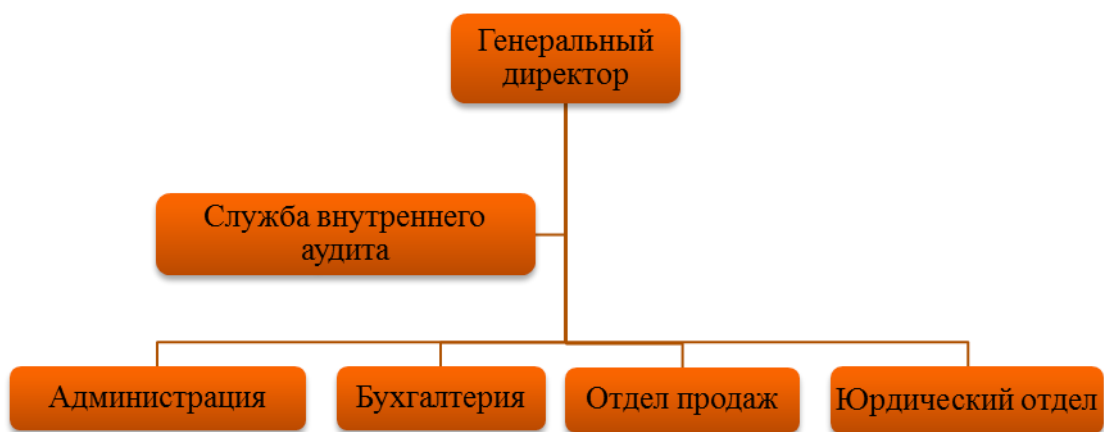 Генеральный
директор
Служба внутреннего
аудита
Администрация
Бухгалтерия
Отдел продаж
Юрдический отдел